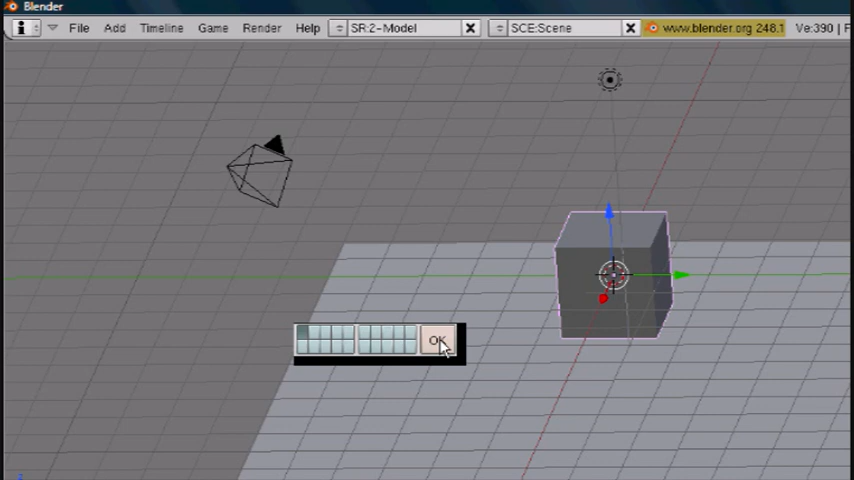 Blender
File Add Timeline Game Render Help SR:2-Model SCE:Scene www.blender.org 248.1 Ve:390 | F
OK
2